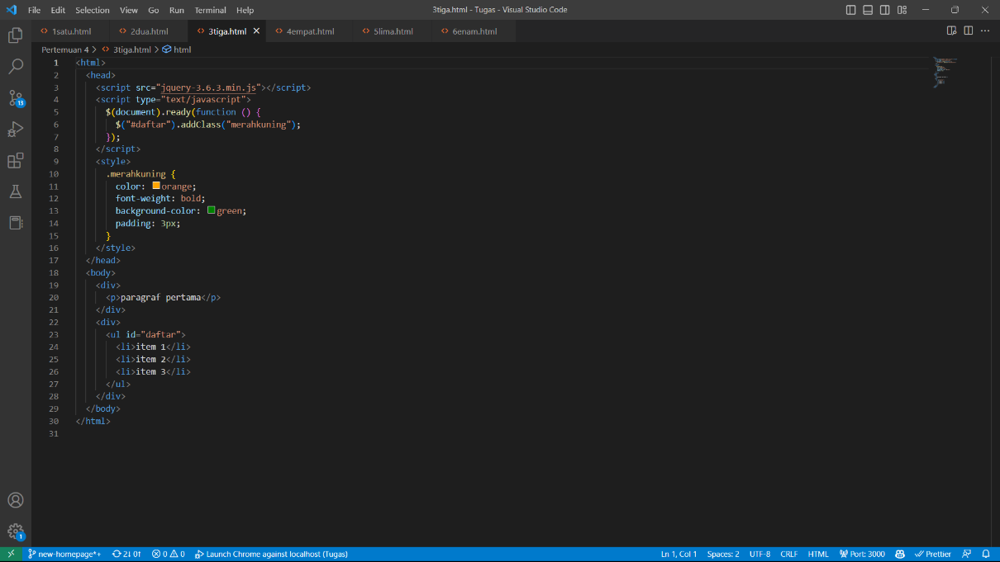 File Edit Selection View Go Run Terminal Help
3tiga.html - Tugas - Visual Studio Code
1satu.html 2dua.html 3tiga.html 4empat.html 5lima.html 6enam.html
Pertemuan 4 > 3tiga.html > html
1 <html>
2 <head>
3 <script src="jquery-3.6.3.min.js"></script>
4 <script type="text/javascript">
5 $(document).ready(function () {
6 $("#daftar").addClass("merahkuning");
7 });
8 </script>
9 <style>
10 .merahkuning {
11 color: orange;
12 font-weight: bold;
13 background-color: green;
14 padding: 3px;
15 }
16 </style>
17 </head>
18 <body>
19 <div>
20 <p>paragraf pertama</p>
21 </div>
22 <div>
23 <ul id="daftar">
24 <li>item 1</li>
25 <li>item 2</li>
26 <li>item 3</li>
27 </ul>
28 </div>
29 </body>
30 </html>
31
13
1
new-homepage*+ 2↓ 0↑ 0 0 Launch Chrome against localhost (Tugas) Ln 1, Col 1 Spaces: 2 UTF-8 CRLF HTML Port: 3000 Prettier